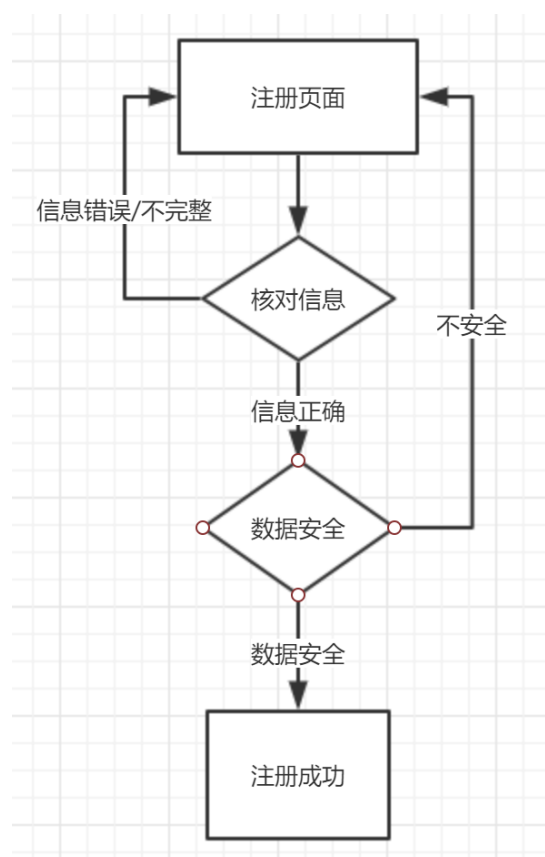 注册页面
信息错误/不完整
核对信息
不安全
信息正确
数据安全
数据安全
注册成功